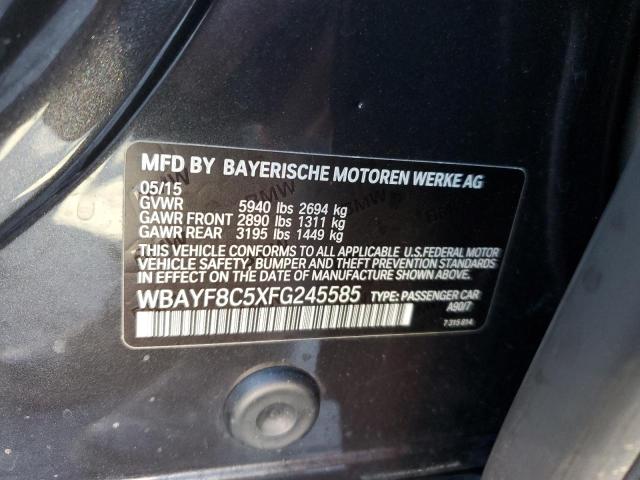 MFD BY BAYERISCHE MOTOREN WERKE AG
05/15
GVWR 5940 lbs 2694 kg
GAWR FRONT 2890 lbs 1311 kg
GAWR REAR 3195 lbs 1449 kg
THIS VEHICLE CONFORMS TO ALL APPLICABLE U.S.FEDERAL MOTOR
VEHICLE SAFETY, BUMPER AND THEFT PREVENTION STANDARDS
IN EFFECT ON THE DATE OF MANUFACTURE SHOWN ABOVE.
WBAYF8C5XFG245585 TYPE: PASSENGER CAR
A90/7
7 315 814